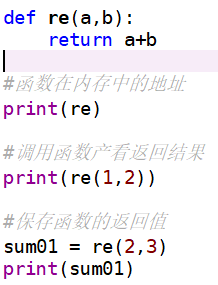 def re(a,b):
    return a+b
#函数在内存中的地址
print(re)
#调用函数产看返回结果
print(re(1,2))
#保存函数的返回值
sum01 = re(2,3)
print(sum01)